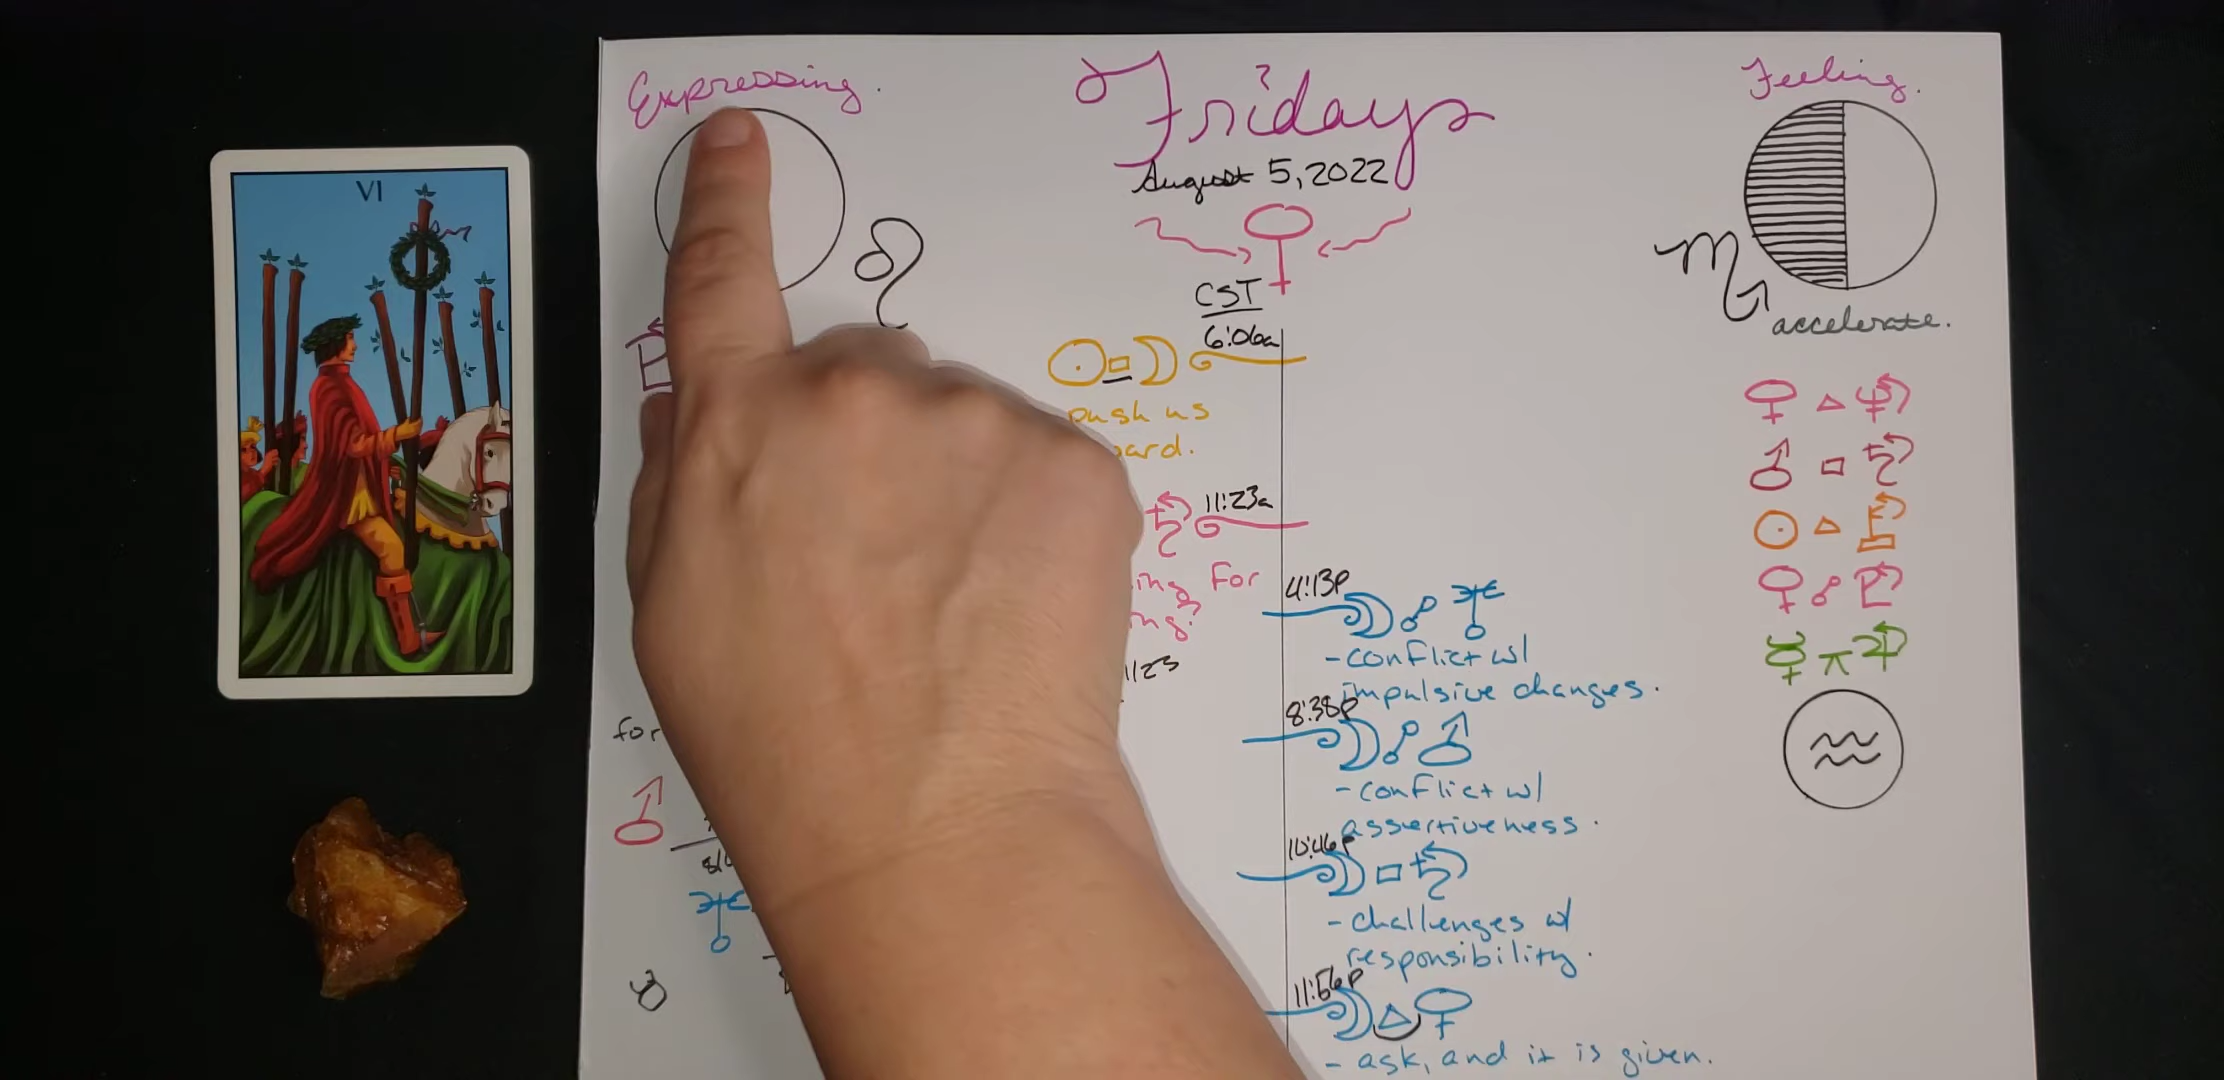 VI
Expressing.
Fridays
August 5, 2022
Feeling.
accelerate.
CST
6:06a
push us
11:23a
For
4:13P
- conflict w/
impulsive changes.
8:38P
- conflict w/
assertiveness.
10:46P
- challenges w/
responsibility.
11:56P
- ask, and it is given.
for